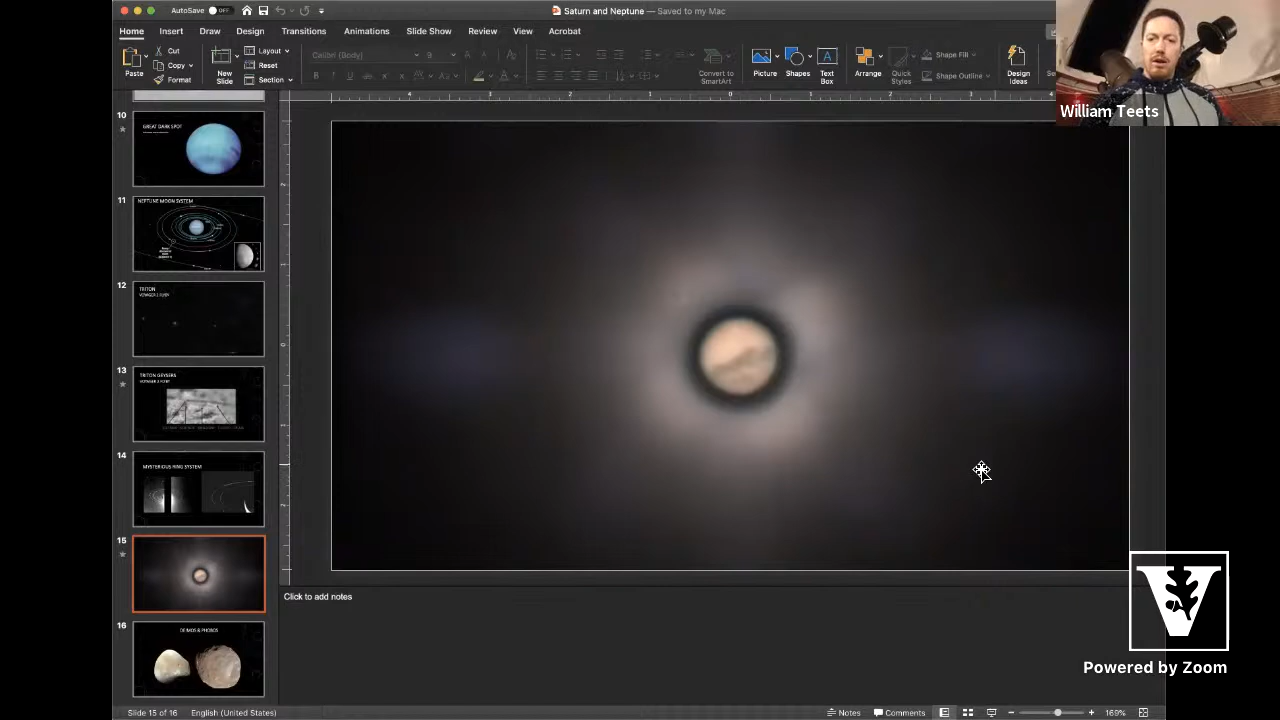 AutoSave OFF
Saturn and Neptune — Saved to my Mac
Home Insert Draw Design Transitions Animations Slide Show Review View Acrobat
Paste
Cut
Copy
Format
New Slide
Layout
Reset
Section
Calibri (Body)
Convert to SmartArt
Picture
Shapes
Text Box
Arrange
Quick Styles
Shape Fill
Shape Outline
Design Ideas
William Teets
10
GREAT DARK SPOT
11
NEPTUNE MOON SYSTEM
12
TRITON
VOYAGER 2 FLYBY
13
TRITON GEYSERS
VOYAGER 2 FLYBY
14
MYSTERIOUS RING SYSTEM
15
16
DEIMOS & PHOBOS
Click to add notes
V
Powered by Zoom
Slide 15 of 16 English (United States)
Notes Comments 169%